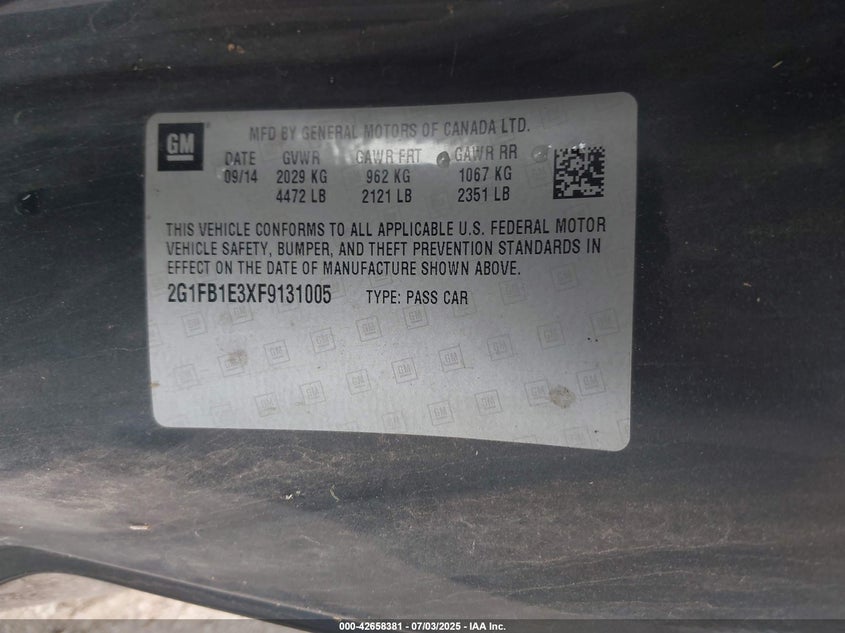 GM
MFD BY GENERAL MOTORS OF CANADA LTD.
DATE GVWR GAWR FRT GAWR RR
09/14 2029 KG 962 KG 1067 KG
4472 LB 2121 LB 2351 LB
THIS VEHICLE CONFORMS TO ALL APPLICABLE U.S. FEDERAL MOTOR
VEHICLE SAFETY, BUMPER, AND THEFT PREVENTION STANDARDS IN
EFFECT ON THE DATE OF MANUFACTURE SHOWN ABOVE.
2G1FB1E3XF9131005 TYPE: PASS CAR
000-42658381 - 07/03/2025 - IAA Inc.